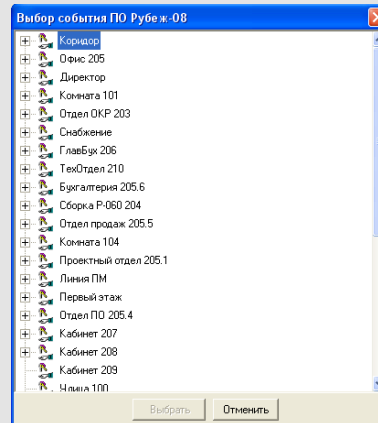 Выбор события ПО Рубеж-08
Коридор
Офис 205
Директор
Комната 101
Отдел ОКР 203
Снабжение
ГлавБух 206
ТехОтдел 210
Бухгалтерия 205.6
Сборка Р-060 204
Отдел продаж 205.5
Комната 104
Проектный отдел 205.1
Линия ПМ
Первый этаж
Отдел ПО 205.4
Кабинет 207
Кабинет 208
Кабинет 209
Улица 100
Выбрать
Отменить